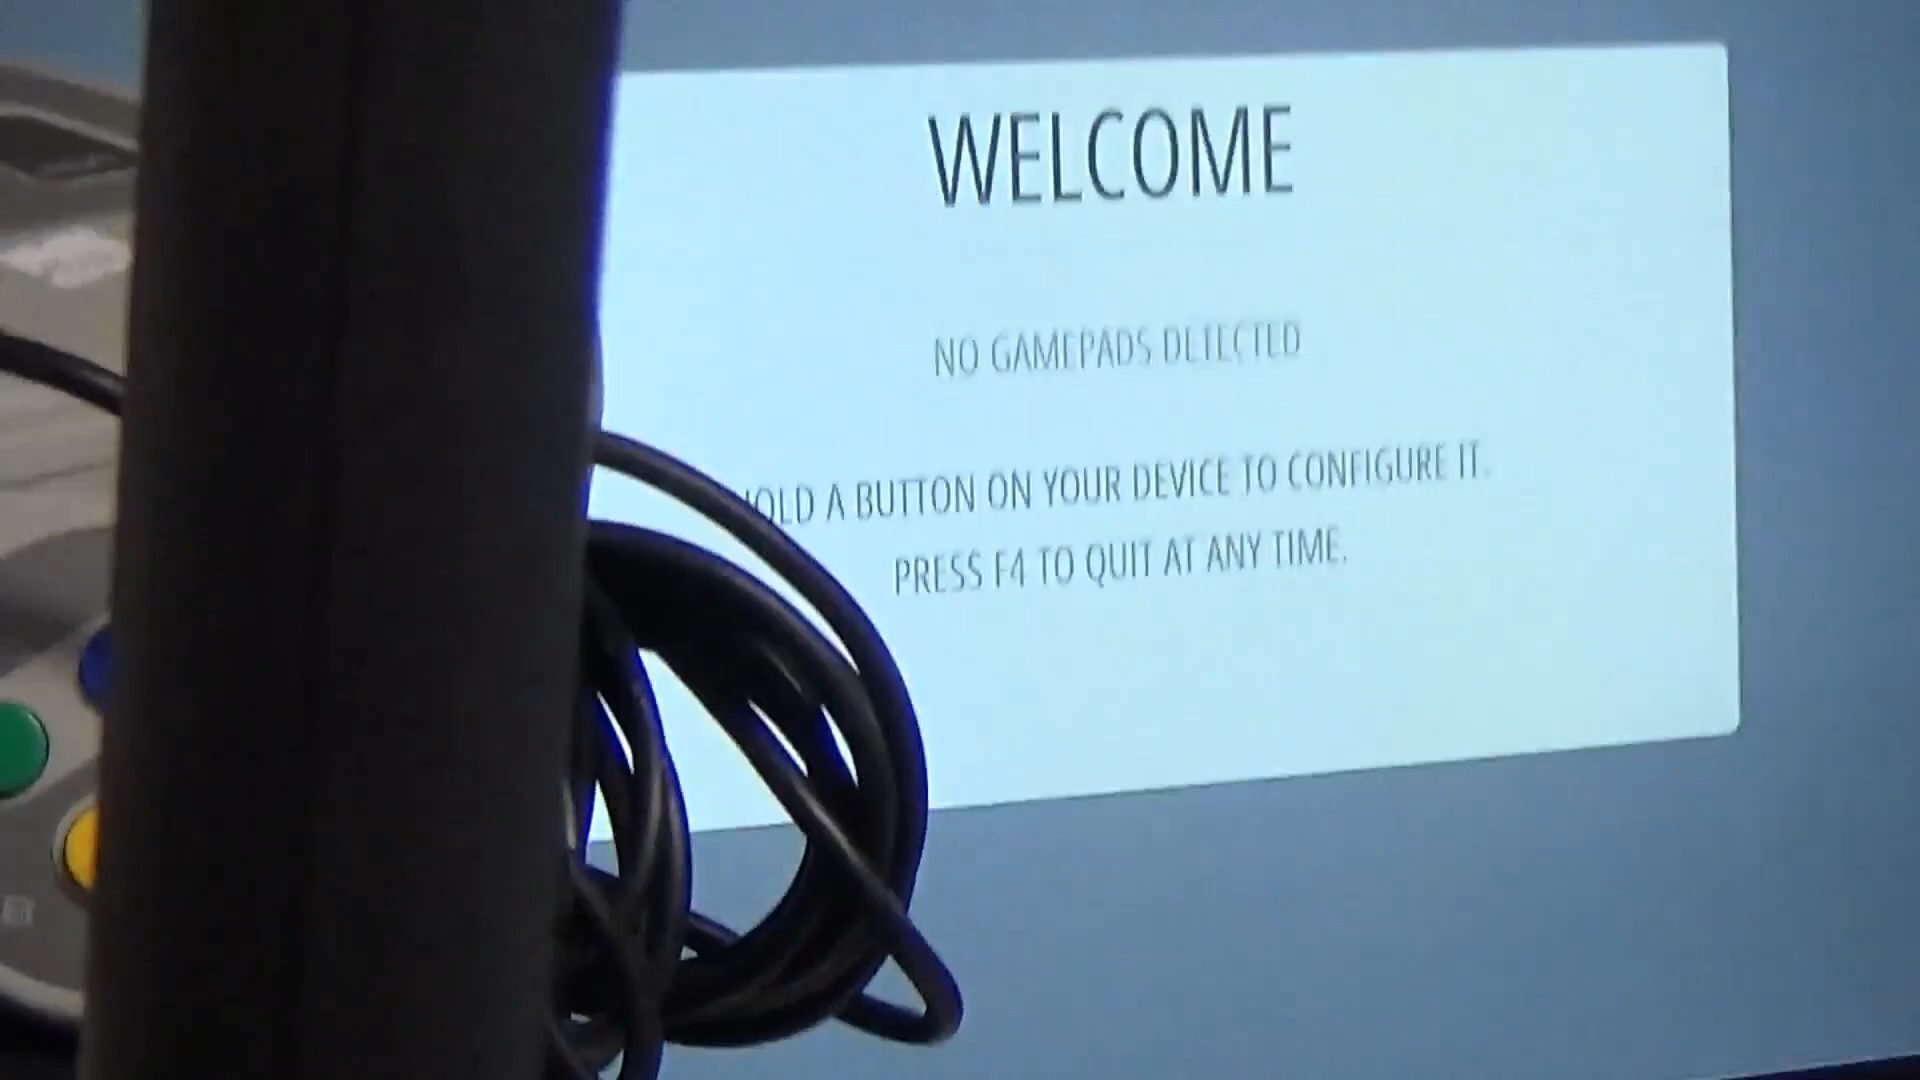 WELCOME
NO GAMEPADS DETECTED
OLD A BUTTON ON YOUR DEVICE TO CONFIGURE IT.
PRESS F4 TO QUIT AT ANY TIME.